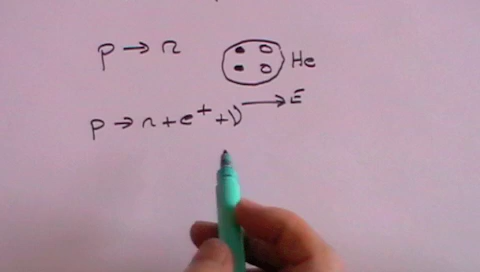 p → n
He
p → n + e⁺ + ν → E